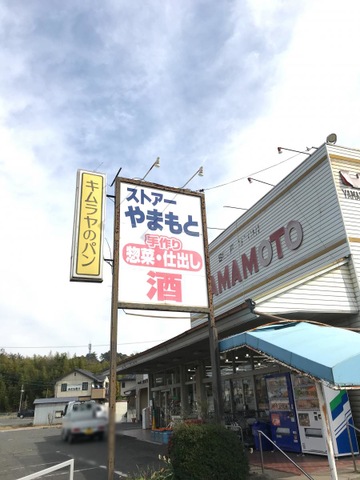 キムラヤのパン
ストアー
やまもと
手作り
惣菜・仕出し
酒
YAMAMOTO